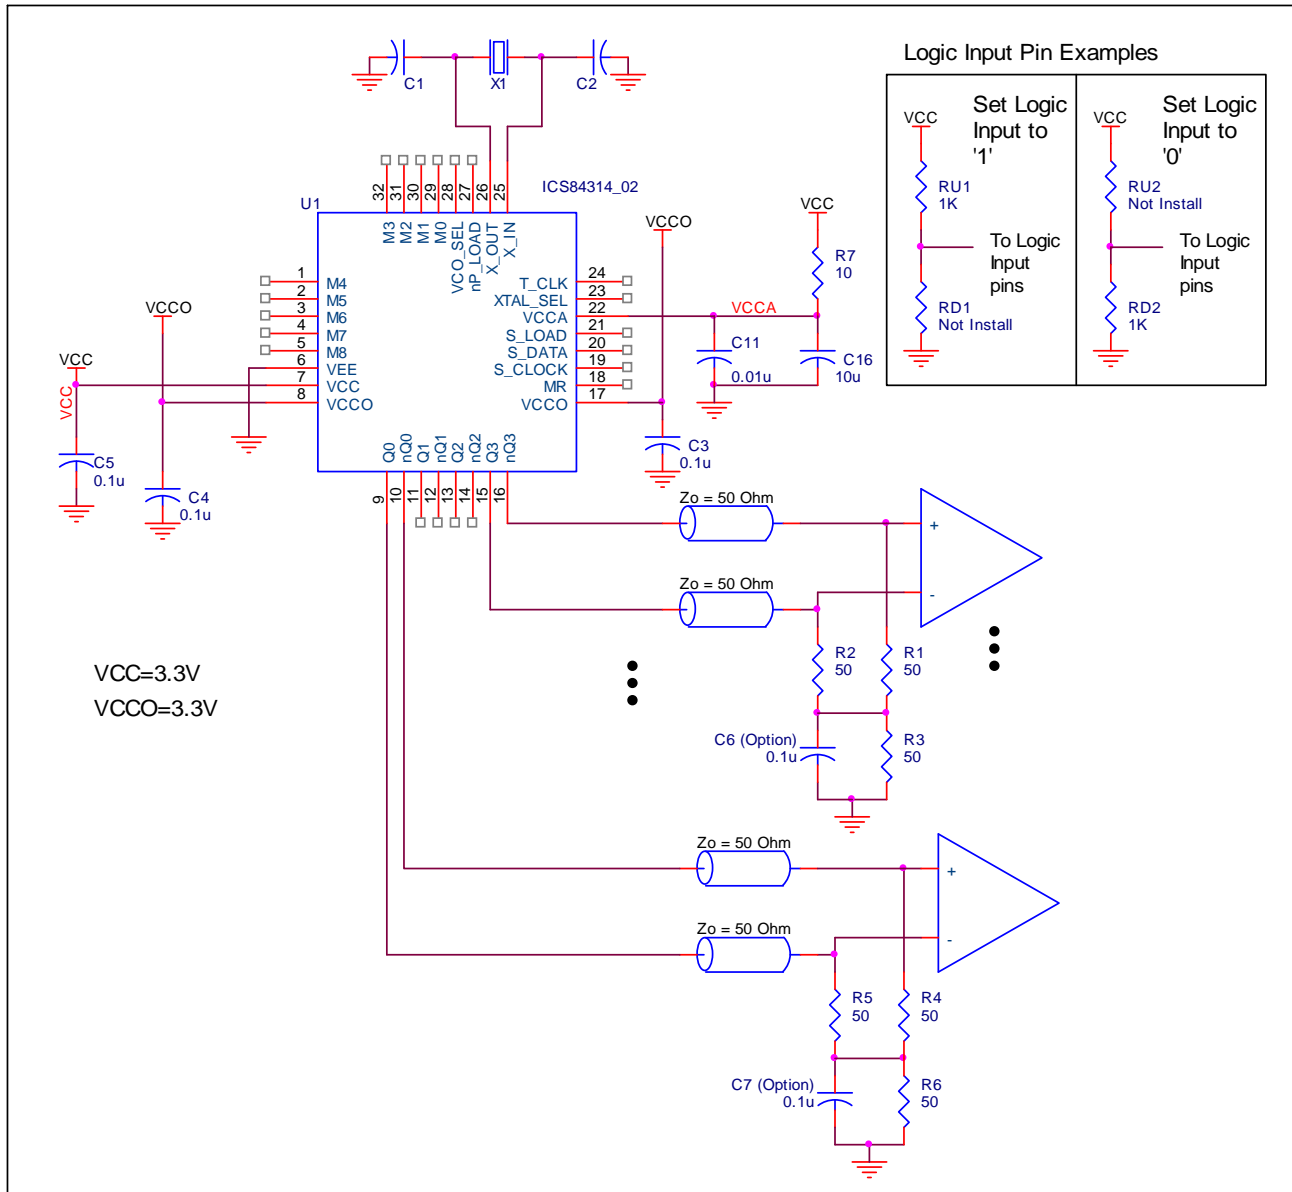 C1
X1
C2
Logic Input Pin Examples
VCC
Set Logic
Input to
'1'
RU1
1K
To Logic
Input
pins
RD1
Not Install
VCC
Set Logic
Input to
'0'
RU2
Not Install
To Logic
Input
pins
RD2
1K
U1
ICS84314_02
32
31
30
29
28
27
26
25
M3
M2
M1
M0
VCO_SEL
nP_LOAD
X_OUT
X_IN
1
2
3
4
5
6
7
8
M4
M5
M6
M7
M8
VEE
VCC
VCCO
T_CLK
XTAL_SEL
VCCA
S_LOAD
S_DATA
S_CLOCK
MR
VCCO
24
23
22
21
20
19
18
17
Q0
nQ0
Q1
nQ1
Q2
nQ2
Q3
nQ3
9
10
11
12
13
14
15
16
VCCO
VCC
VCC
C5
0.1u
C4
0.1u
VCCO
VCC
R7
10
VCCA
C11
0.01u
C16
10u
C3
0.1u
Zo = 50 Ohm
+
Zo = 50 Ohm
-
R2
50
R1
50
C6 (Option)
0.1u
R3
50
VCC=3.3V
VCCO=3.3V
Zo = 50 Ohm
+
Zo = 50 Ohm
-
R5
50
R4
50
C7 (Option)
0.1u
R6
50